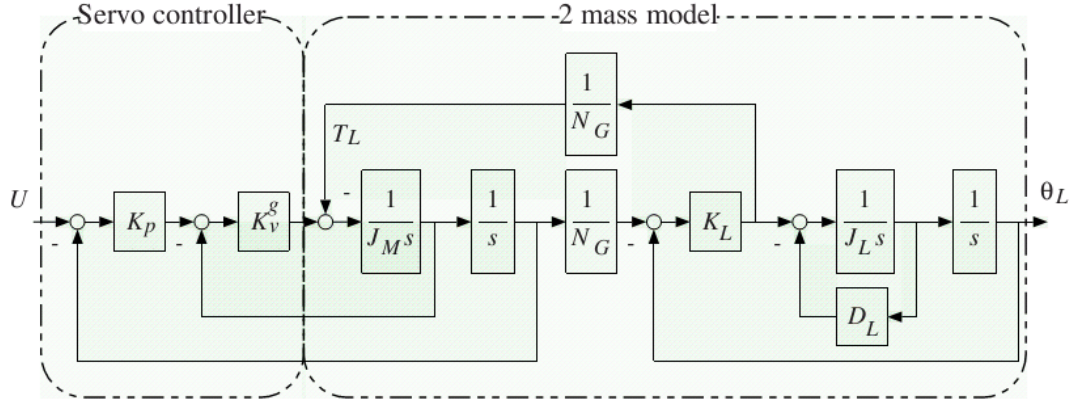 Servo controller
2 mass model
1
N G
T L
U
K p
K v g
1
J M s
1
s
1
N G
K L
1
J L s
1
s
θ L
D L
- - - - - -